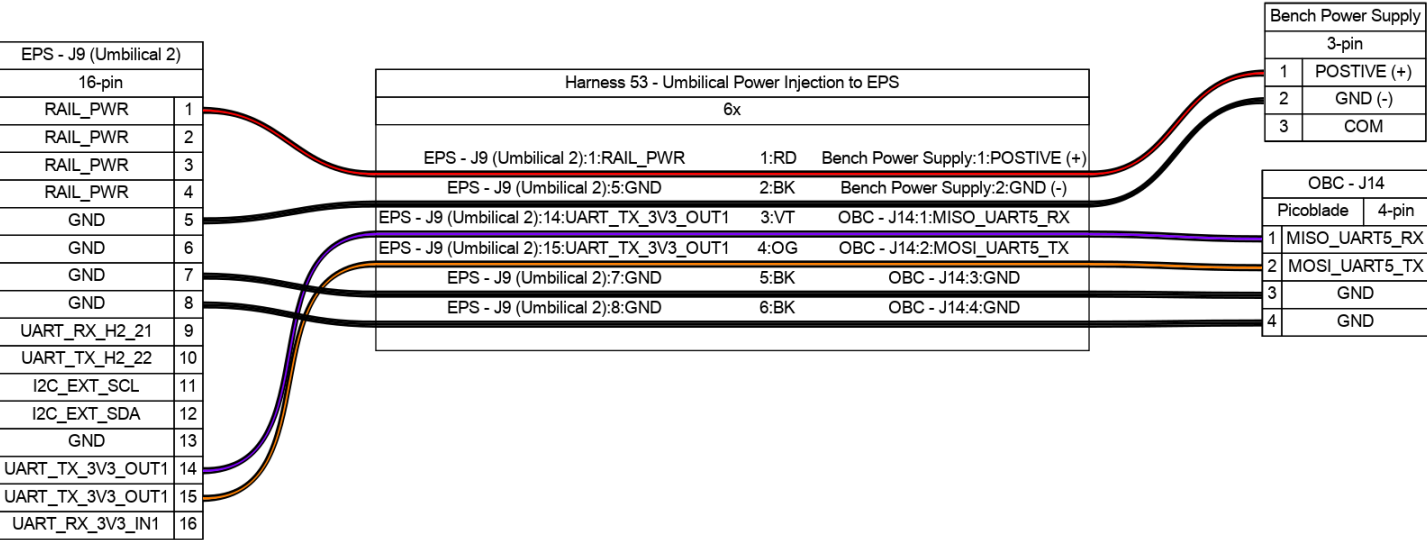 EPS - J9 (Umbilical 2)
16-pin
RAIL_PWR 1
RAIL_PWR 2
RAIL_PWR 3
RAIL_PWR 4
GND 5
GND 6
GND 7
GND 8
UART_RX_H2_21 9
UART_TX_H2_22 10
I2C_EXT_SCL 11
I2C_EXT_SDA 12
GND 13
UART_TX_3V3_OUT1 14
UART_TX_3V3_OUT1 15
UART_RX_3V3_IN1 16
Harness 53 - Umbilical Power Injection to EPS
6x
EPS - J9 (Umbilical 2):1:RAIL_PWR 1:RD Bench Power Supply:1:POSTIVE (+)
EPS - J9 (Umbilical 2):5:GND 2:BK Bench Power Supply:2:GND (-)
EPS - J9 (Umbilical 2):14:UART_TX_3V3_OUT1 3:VT OBC - J14:1:MISO_UART5_RX
EPS - J9 (Umbilical 2):15:UART_TX_3V3_OUT1 4:OG OBC - J14:2:MOSI_UART5_TX
EPS - J9 (Umbilical 2):7:GND 5:BK OBC - J14:3:GND
EPS - J9 (Umbilical 2):8:GND 6:BK OBC - J14:4:GND
Bench Power Supply
3-pin
1 POSTIVE (+)
2 GND (-)
3 COM
OBC - J14
Picoblade 4-pin
1 MISO_UART5_RX
2 MOSI_UART5_TX
3 GND
4 GND